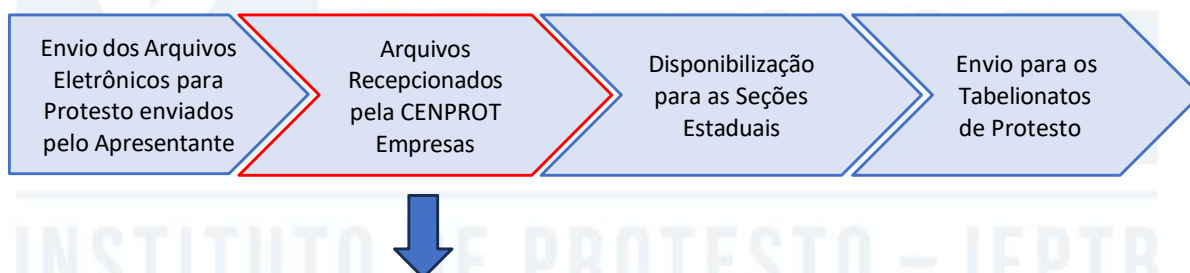 Envio dos Arquivos
Eletrônicos para
Protesto enviados
pelo Apresentante
Arquivos
Recepcionados
pela CENPROT
Empresas
Disponibilização
para as Seções
Estaduais
Envio para os
Tabelionatos
de Protesto
INSTITUTO DE PROTESTO – IEPTB